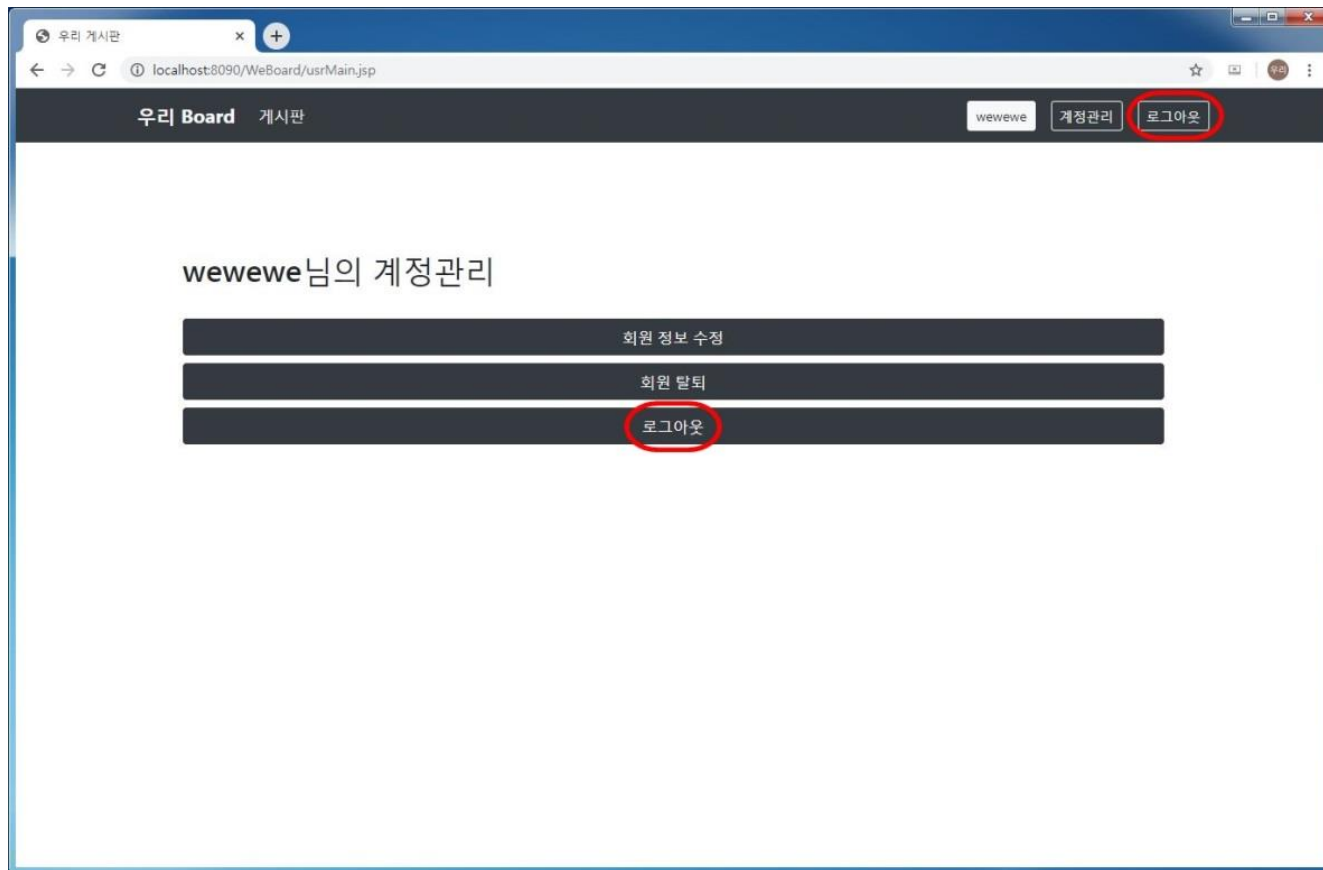 우리 게시판
localhost:8090/WeBoard/usrMain.jsp
우리
우리 Board 게시판 wewewe 계정관리 로그아웃
wewewe님의 계정관리
회원 정보 수정
회원 탈퇴
로그아웃